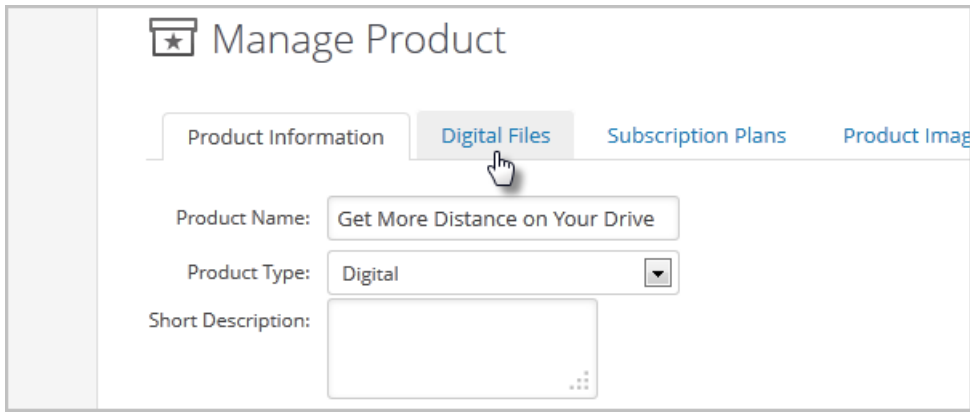 Manage Product
Product Information Digital Files Subscription Plans Product
Product Name: Get More Distance on Your Drive
Product Type: Digital
Short Description: